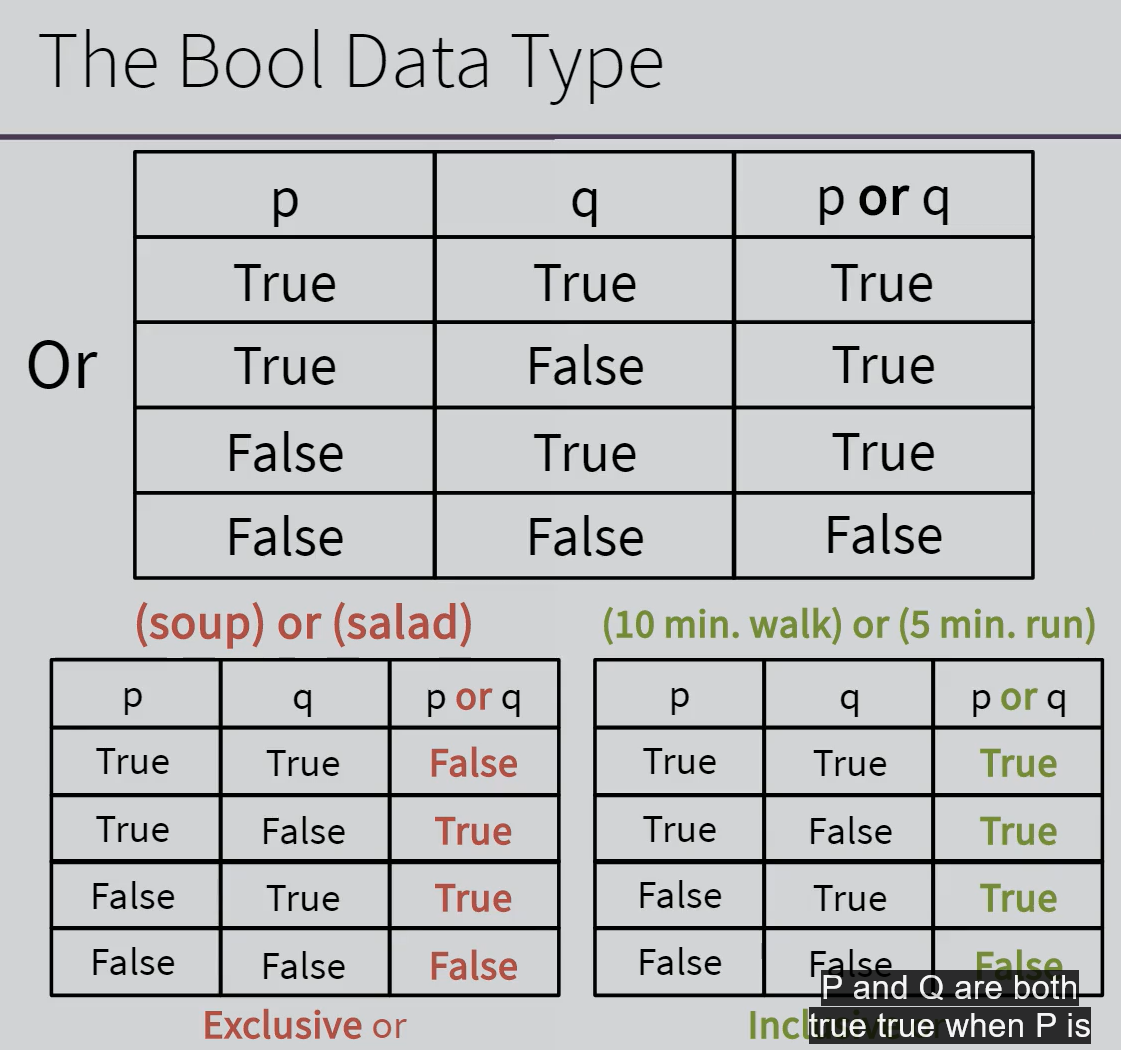 The Bool Data Type
p q p or q
True True True
Or
True False True
False True True
False False False
(soup) or (salad)
p q p or q
True True False
True False True
False True True
False False False
Exclusive or
(10 min. walk) or (5 min. run)
p q p or q
True True True
True False True
False True True
False False False
P and Q are both
true true when P is